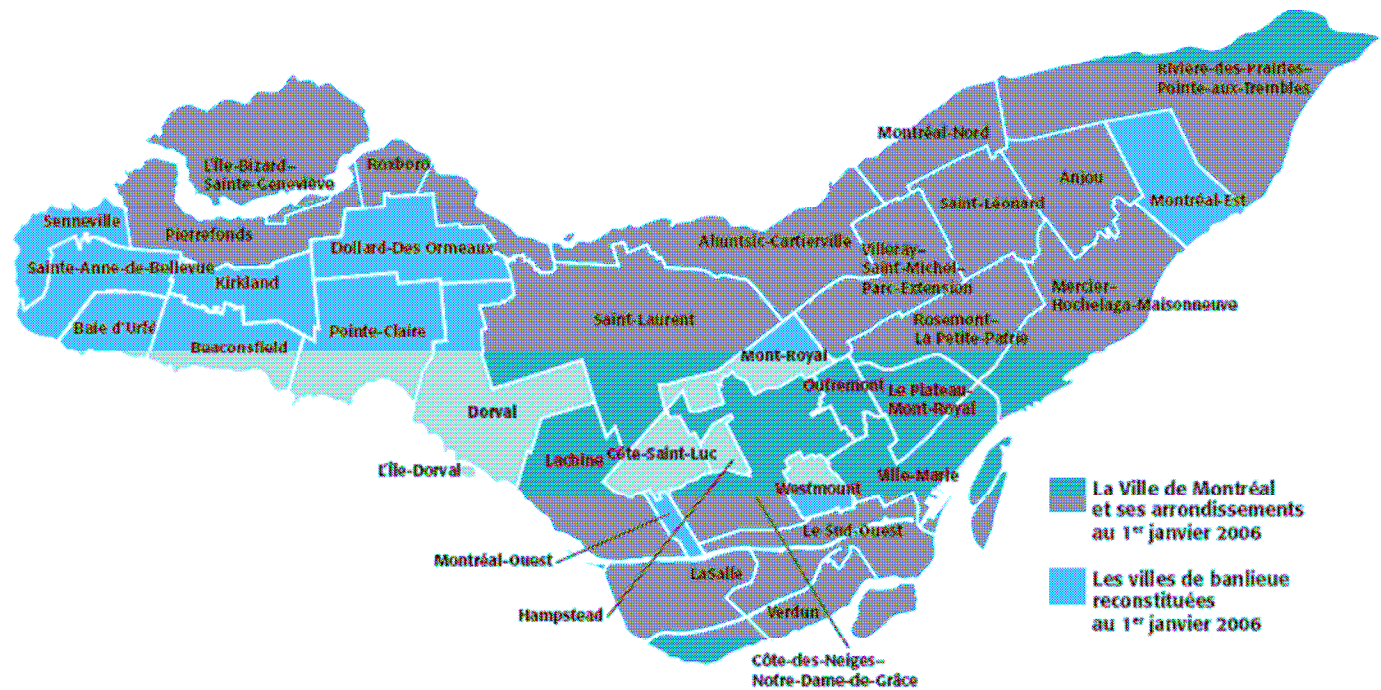 Rivière-des-Prairies–
Pointe-aux-Trembles
Montréal-Nord
L'Île-Bizard–
Sainte-Geneviève
Roxboro
Anjou
Saint-Léonard
Montréal-Est
Senneville
Pierrefonds
Dollard-Des Ormeaux
Ahuntsic-Cartierville
Villeray–
Saint-Michel–
Parc-Extension
Sainte-Anne-de-Bellevue
Kirkland
Mercier–
Hochelaga-Maisonneuve
Baie d'Urfé
Pointe-Claire
Saint-Laurent
Rosemont–
La Petite-Patrie
Beaconsfield
Mont-Royal
Outremont
Le Plateau-
Mont-Royal
Dorval
L'Île-Dorval
Lachine
Côte-Saint-Luc
Westmount
Ville-Marie
Le Sud-Ouest
Montréal-Ouest
LaSalle
Hampstead
Verdun
Côte-des-Neiges–
Notre-Dame-de-Grâce
La Ville de Montréal
et ses arrondissements
au 1er janvier 2006
Les villes de banlieue
reconstituées
au 1er janvier 2006